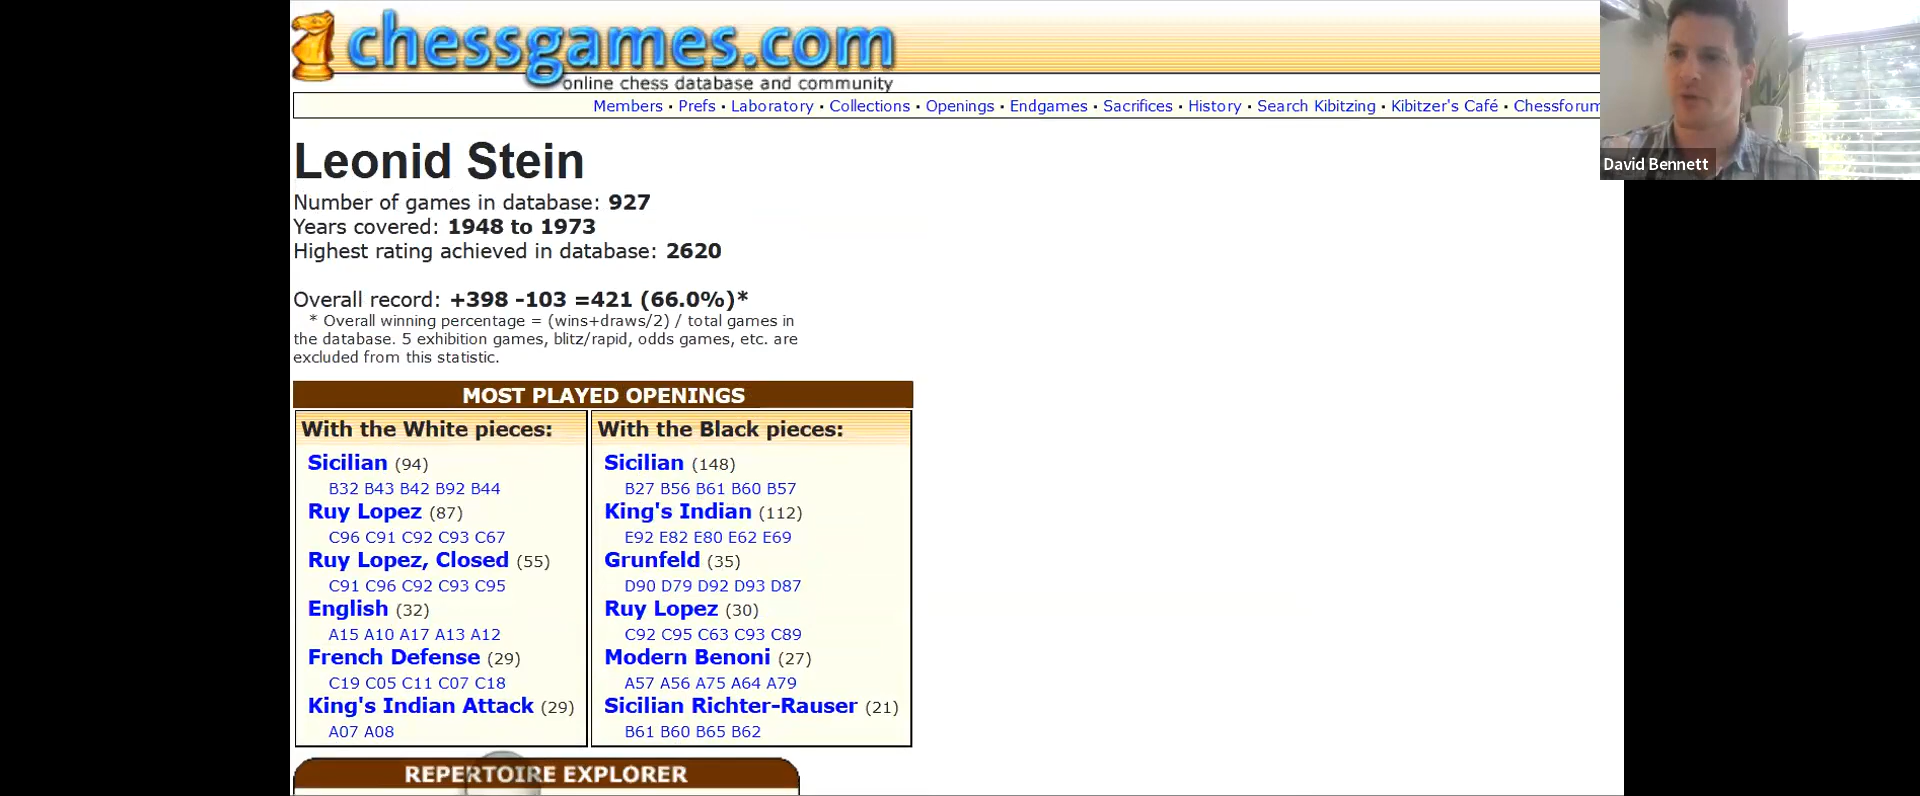 chessgames.com
online chess database and community
Members · Prefs · Laboratory · Collections · Openings · Endgames · Sacrifices · History · Search Kibitzing · Kibitzer's Café · Chessforum
David Bennett
Leonid Stein
Number of games in database: 927
Years covered: 1948 to 1973
Highest rating achieved in database: 2620
Overall record: +398 -103 =421 (66.0%)*
* Overall winning percentage = (wins+draws/2) / total games in
the database. 5 exhibition games, blitz/rapid, odds games, etc. are
excluded from this statistic.
MOST PLAYED OPENINGS
With the White pieces:
Sicilian (94)
B32 B43 B42 B92 B44
Ruy Lopez (87)
C96 C91 C92 C93 C67
Ruy Lopez, Closed (55)
C91 C96 C92 C93 C95
English (32)
A15 A10 A17 A13 A12
French Defense (29)
C19 C05 C11 C07 C18
King's Indian Attack (29)
A07 A08
With the Black pieces:
Sicilian (148)
B27 B56 B61 B60 B57
King's Indian (112)
E92 E82 E80 E62 E69
Grunfeld (35)
D90 D79 D92 D93 D87
Ruy Lopez (30)
C92 C95 C63 C93 C89
Modern Benoni (27)
A57 A56 A75 A64 A79
Sicilian Richter-Rauser (21)
B61 B60 B65 B62
REPERTOIRE EXPLORER